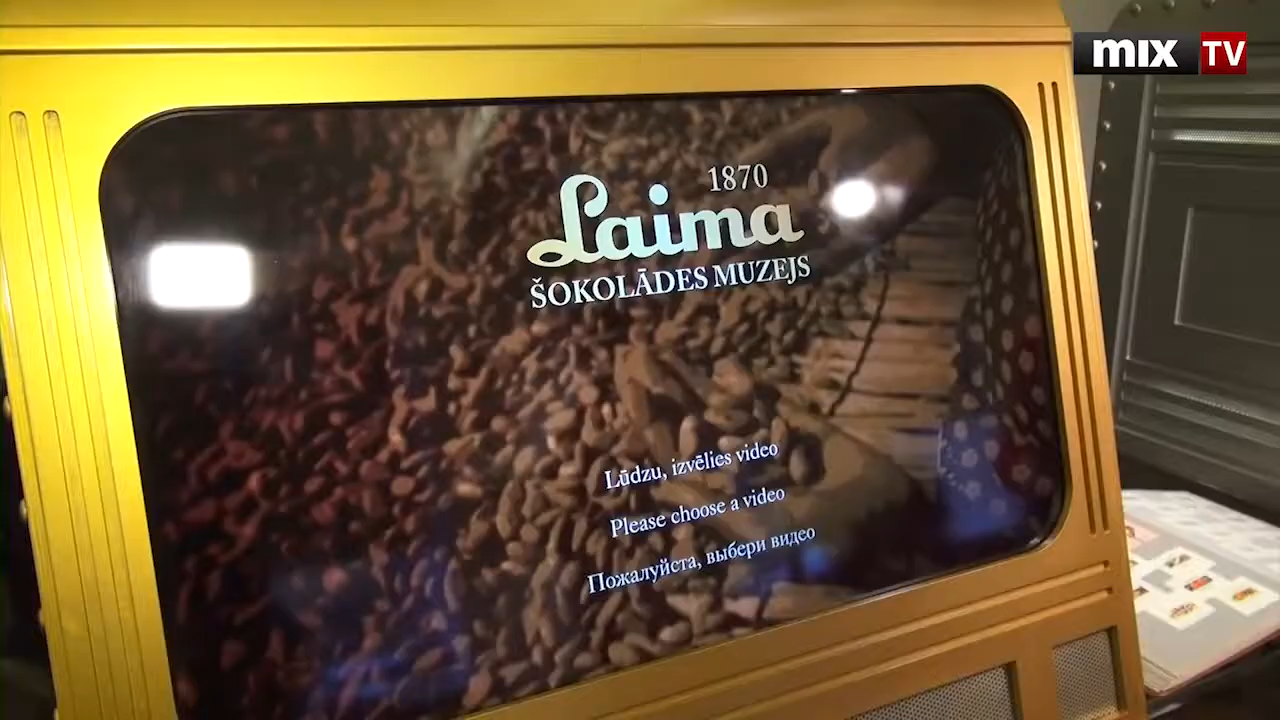 mix TV
1870
Laima
ŠOKOLĀDES MUZEJS
Lūdzu, izvēlies video
Please choose a video
Пожалуйста, выбери видео